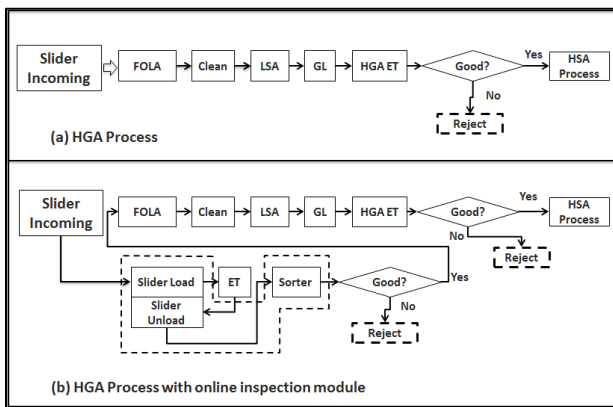 Slider
Incoming
FOLA
Clean
LSA
GL
HGA ET
Good?
Yes
HSA
Process
No
Reject
(a) HGA Process
Slider
Incoming
FOLA
Clean
LSA
GL
HGA ET
Good?
Yes
HSA
Process
No
Reject
Slider Load
ET
Sorter
Good?
Yes
Slider
Unload
No
Reject
(b) HGA Process with online inspection module